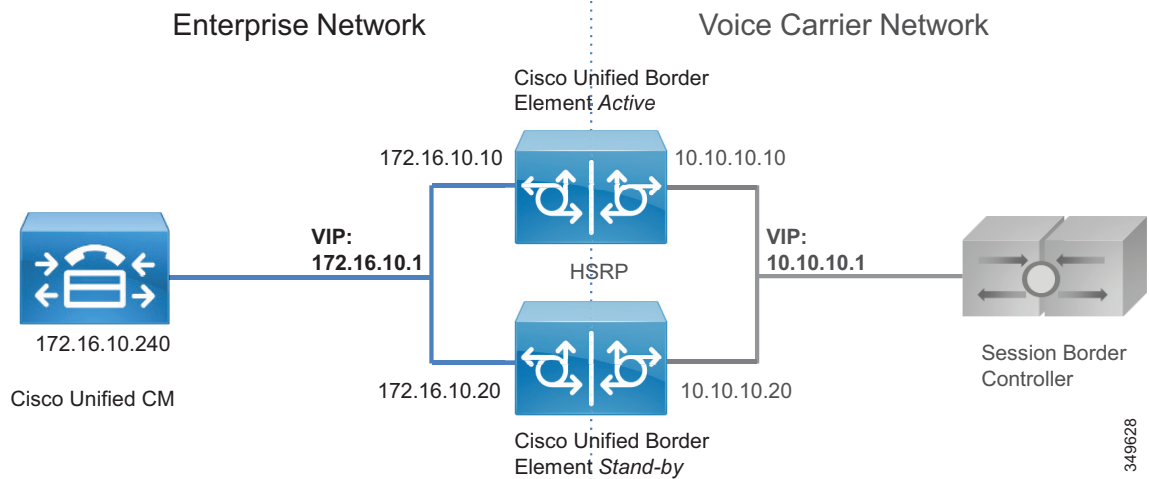 Enterprise Network
Voice Carrier Network
Cisco Unified Border
Element Active
172.16.10.10
10.10.10.10
VIP:
172.16.10.1
HSRP
VIP:
10.10.10.1
172.16.10.240
Cisco Unified CM
172.16.10.20
10.10.10.20
Session Border
Controller
Cisco Unified Border
Element Stand-by
349628